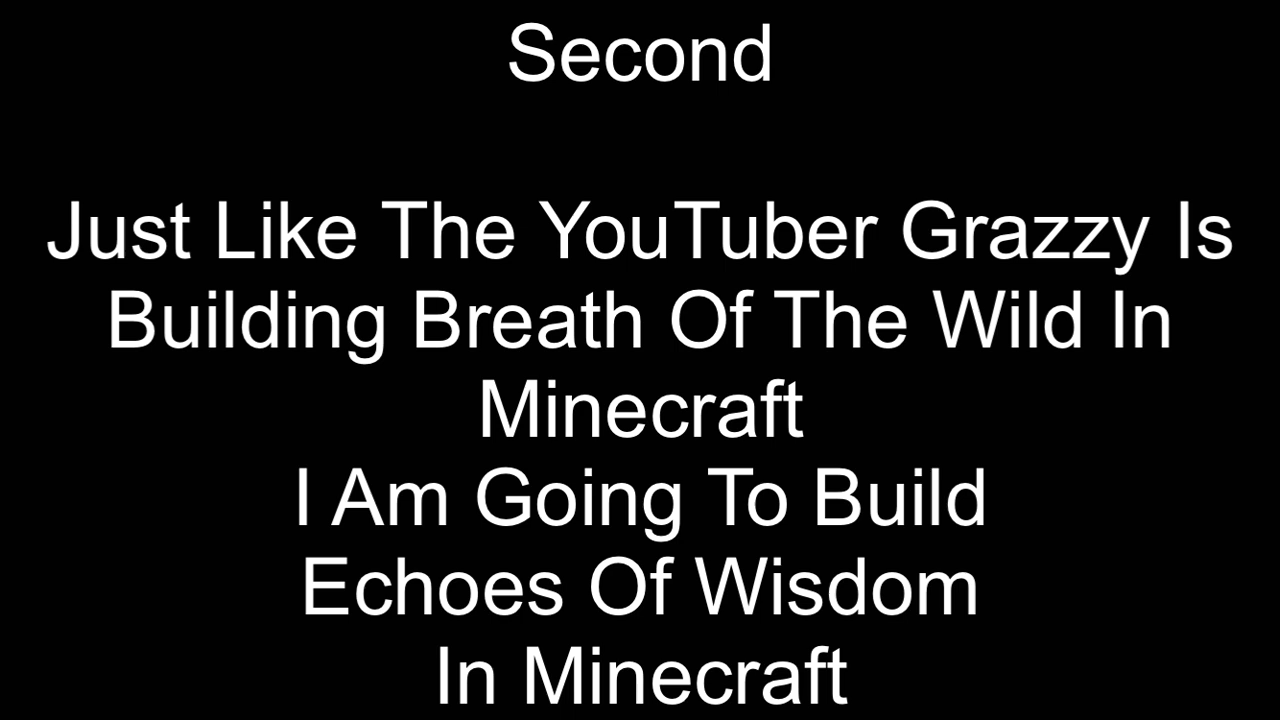 Second
Just Like The YouTuber Grazzy Is
Building Breath Of The Wild In
Minecraft
I Am Going To Build
Echoes Of Wisdom
In Minecraft